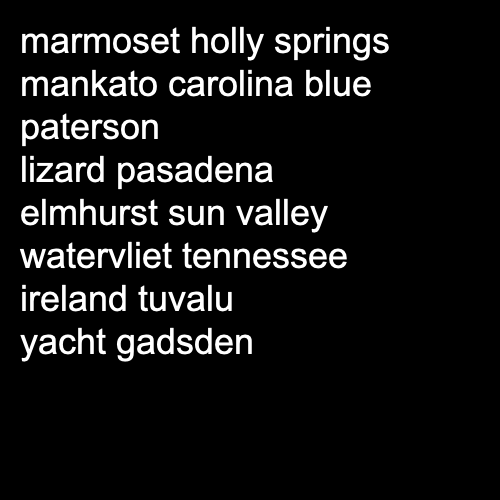 marmoset holly springs
mankato carolina blue
paterson
lizard pasadena
elmhurst sun valley
watervliet tennessee
ireland tuvalu
yacht gadsden